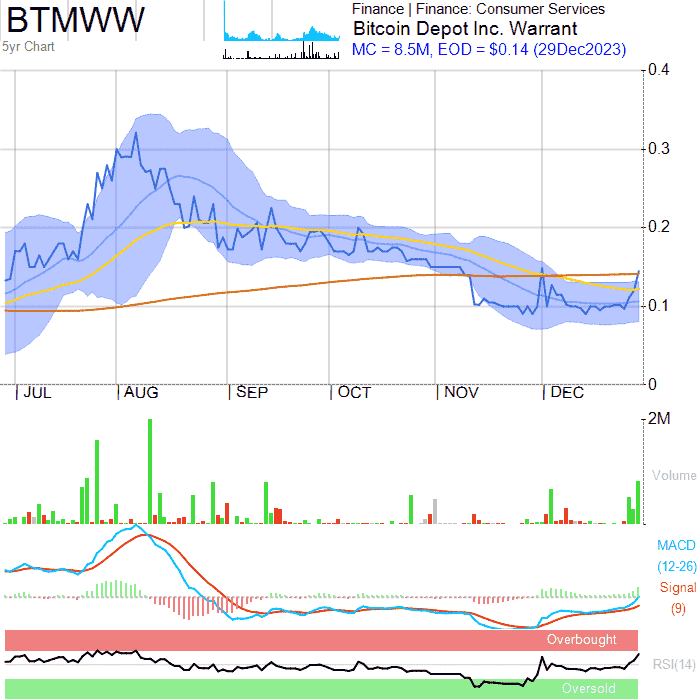 BTMWW
5yr Chart
Finance | Finance: Consumer Services
Bitcoin Depot Inc. Warrant
MC = 8.5M, EOD = $0.14 (29Dec2023)
0.4
0.3
0.2
0.1
0
JUL AUG SEP OCT NOV DEC
2M
Volume
MACD
(12-26)
Signal
(9)
Overbought
RSI(14)
Oversold